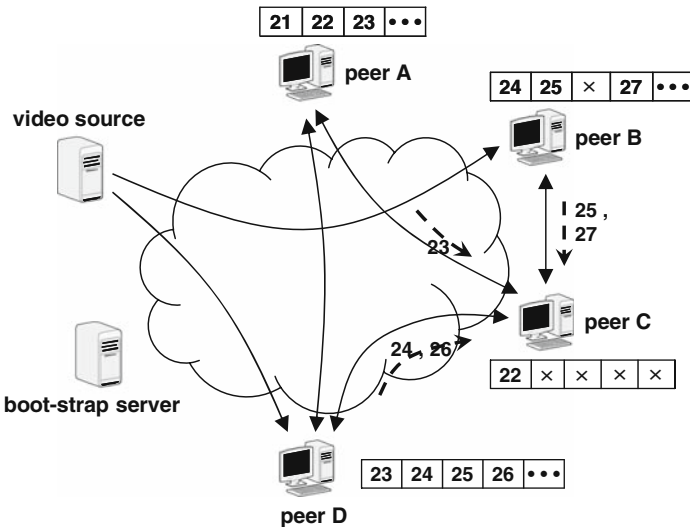 21 22 23 •••
peer A
24 25 × 27 •••
video source
peer B
25 ,
27
23
peer C
24 , 26
22 × × × ×
boot-strap server
23 24 25 26 •••
peer D